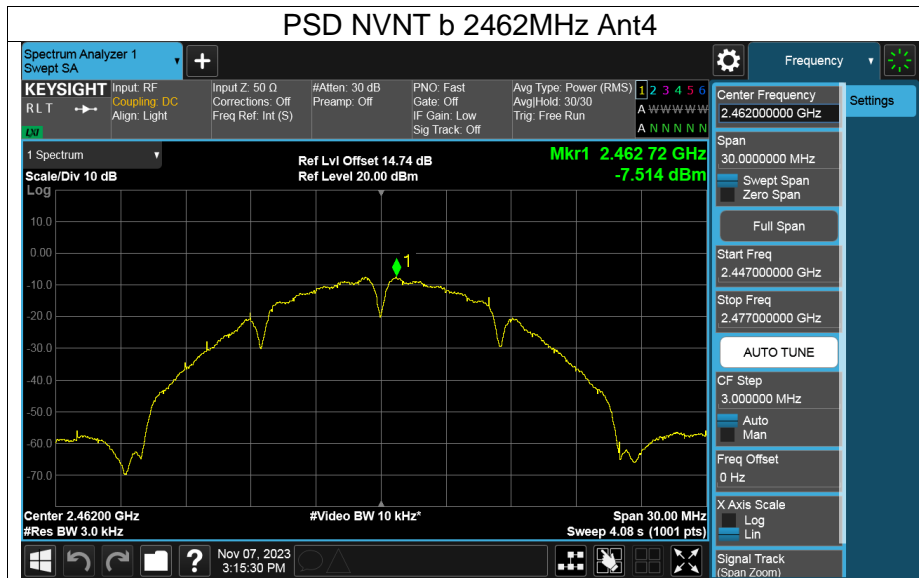 PSD NVNT b 2462MHz Ant4
Spectrum Analyzer 1
Swept SA
+
Frequency
KEYSIGHT
RLT
LXI
Input: RF
Coupling: DC
Align: Light
Input Z: 50 Ω
Corrections: Off
Freq Ref: Int (S)
#Atten: 30 dB
Preamp: Off
PNO: Fast
Gate: Off
IF Gain: Low
Sig Track: Off
Avg Type: Power (RMS)
Avg|Hold: 30/30
Trig: Free Run
1 2 3 4 5 6
A W W W W W
A N N N N N
1 Spectrum
Scale/Div 10 dB
Ref Lvl Offset 14.74 dB
Ref Level 20.00 dBm
Mkr1 2.462 72 GHz
-7.514 dBm
Log
10.0
0.00
-10.0
-20.0
-30.0
-40.0
-50.0
-60.0
-70.0
1
Center 2.46200 GHz
#Res BW 3.0 kHz
#Video BW 10 kHz*
Span 30.00 MHz
Sweep 4.08 s (1001 pts)
Nov 07, 2023
3:15:30 PM
?
Center Frequency
2.462000000 GHz
Span
30.0000000 MHz
Swept Span
Zero Span
Full Span
Start Freq
2.447000000 GHz
Stop Freq
2.477000000 GHz
AUTO TUNE
CF Step
3.000000 MHz
Auto
Man
Freq Offset
0 Hz
X Axis Scale
Log
Lin
Signal Track
(Span Zoom)
Settings